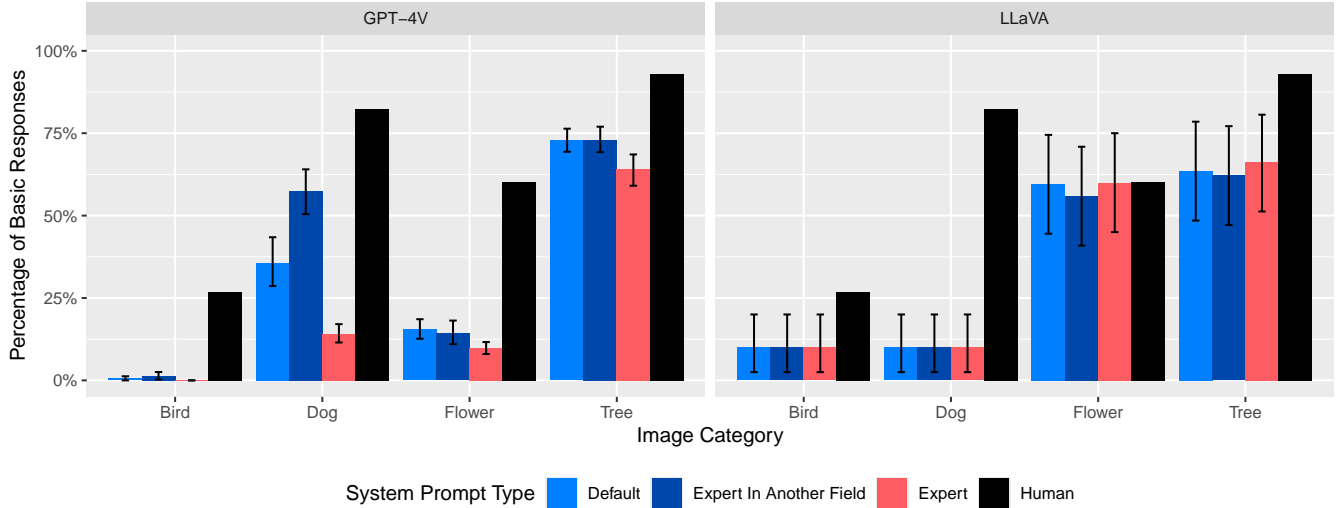 GPT−4V LLaVA
Percentage of Basic Responses
100%
75%
50%
25%
0%
Bird Dog Flower Tree Bird Dog Flower Tree
Image Category
System Prompt Type Default Expert In Another Field Expert Human